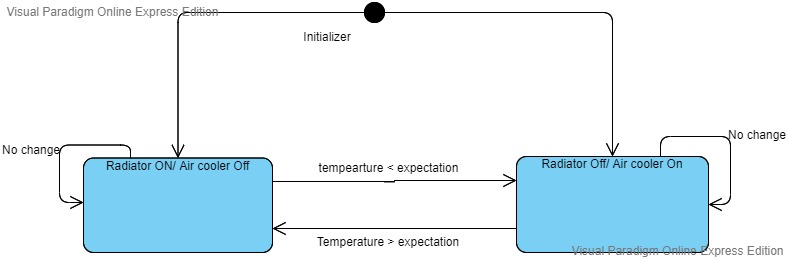 Visual Paradigm Online Express Edition
Initializer
No change
No change
Radiator ON/ Air cooler Off
tempearture < expectation
Radiator Off/ Air cooler On
Temperature > expectation
Visual Paradigm Online Express Edition